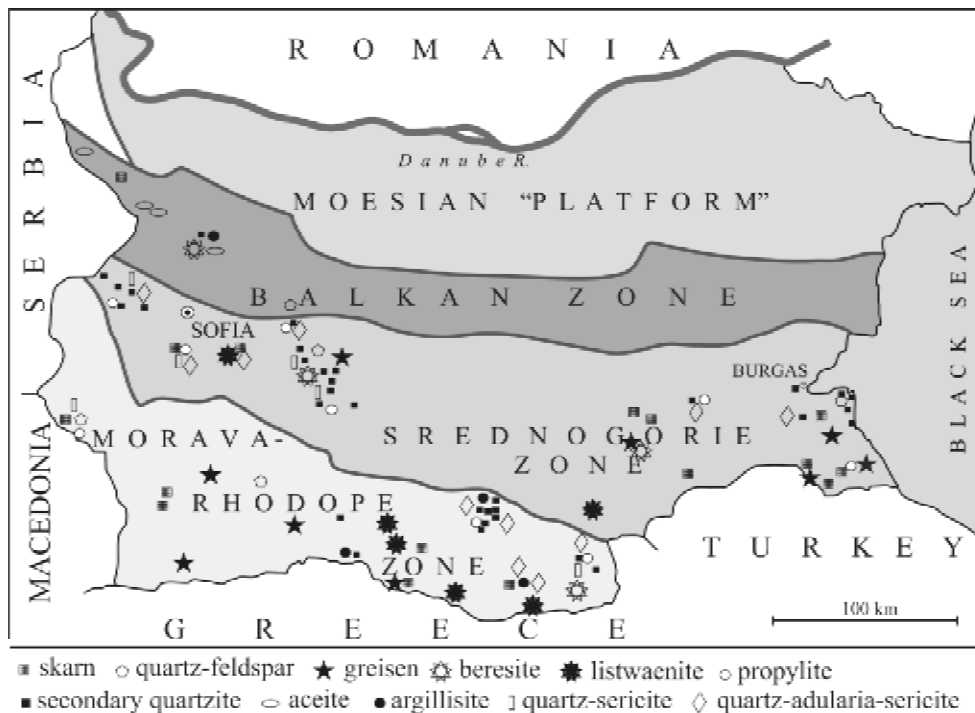 ROMANIA
SERBIA
Danube R.
MOESIAN "PLATFORM"
BALKAN ZONE
SOFIA
BLACK SEA
BURGAS
MACEDONIA
MORAVA-
SREDNOGORIE
ZONE
RHODOPE
ZONE
TURKEY
100 km
GREECE
skarn quartz-feldspar greisen beresite listwaenite propylite
secondary quartzite aceite argillisite quartz-sericite quartz-adularia-sericite